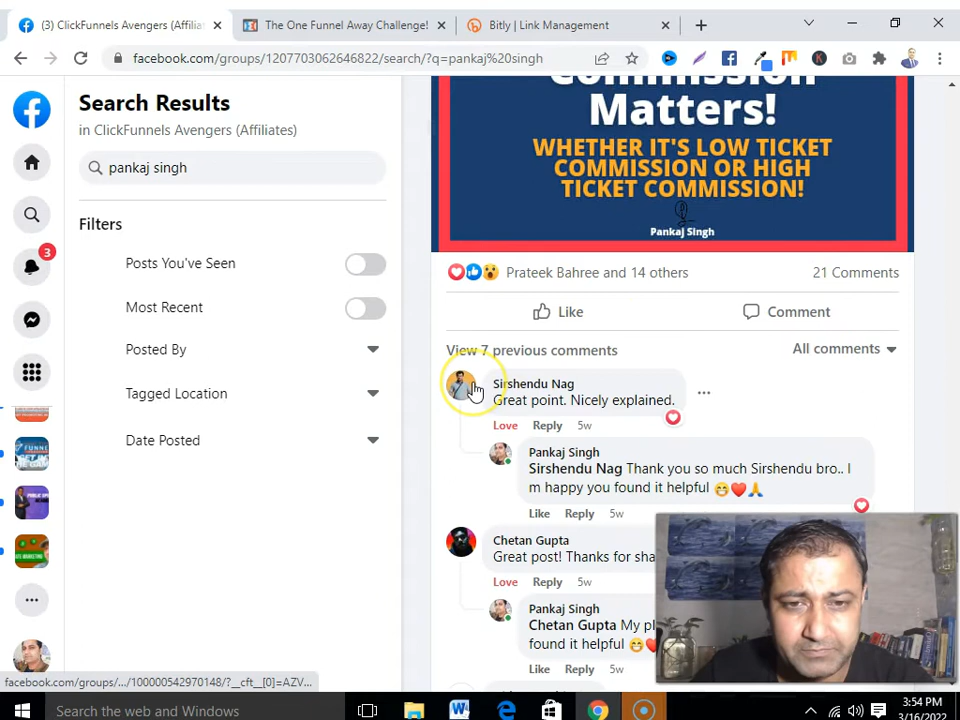 (3) ClickFunnels Avengers (Affilia
The One Funnel Away Challenge!
Bitly | Link Management
facebook.com/groups/1207703062646822/search/?q=pankaj%20singh
Search Results
in ClickFunnels Avengers (Affiliates)
pankaj singh
Filters
Posts You've Seen
Most Recent
Posted By
Tagged Location
Date Posted
3
Commission
Matters!
WHETHER IT'S LOW TICKET
COMMISSION OR HIGH
TICKET COMMISSION!
Pankaj Singh
Prateek Bahree and 14 others
21 Comments
Like
Comment
View 7 previous comments
All comments
Sirshendu Nag
Great point. Nicely explained.
Love Reply 5w
Pankaj Singh
Sirshendu Nag Thank you so much Sirshendu bro.. I
m happy you found it helpful 😁❤️🙏
Like Reply 5w
Chetan Gupta
Great post! Thanks for sha
Love Reply 5w
Pankaj Singh
Chetan Gupta My pl
found it helpful 😁
Like Reply 5w
facebook.com/groups/.../100000542970148/?__cft__[0]=AZV...
Search the web and Windows
3:54 PM
3/16/2022